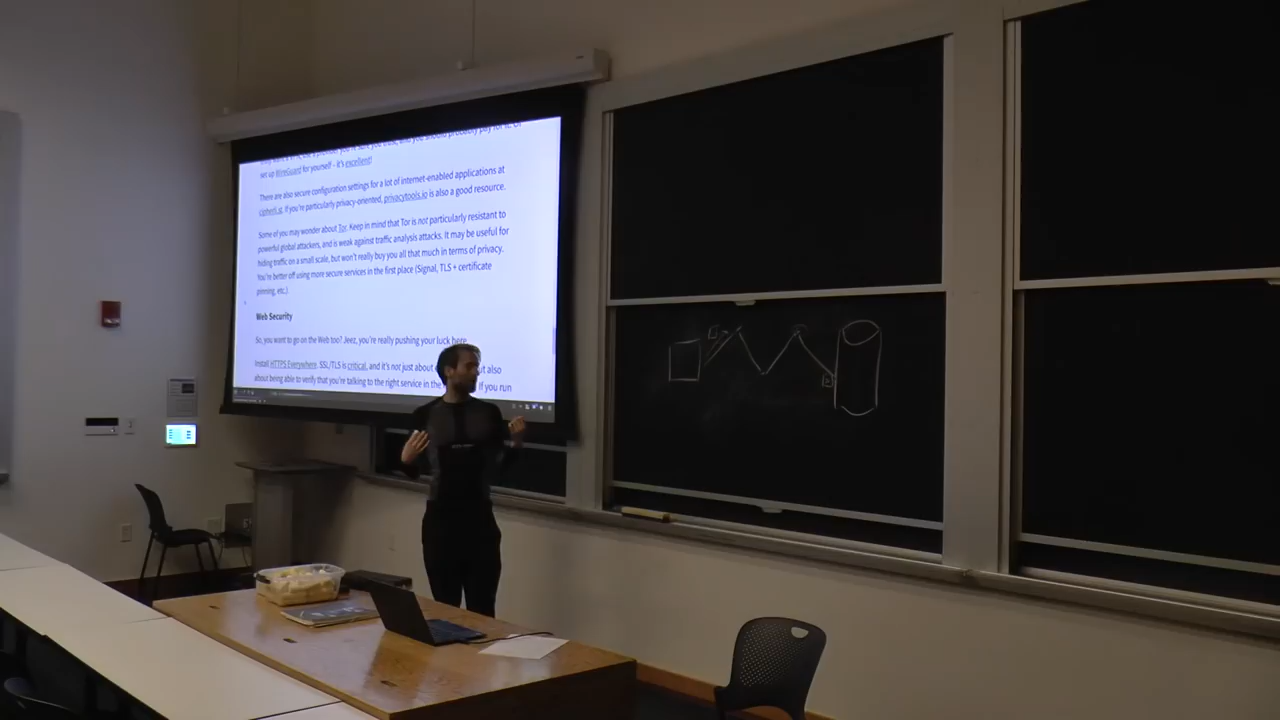 set up WireGuard for yourself - it's excellent!
There are also secure configuration settings for a lot of internet-enabled applications at
cipherli.st. If you're particularly privacy-oriented, privacytools.io is also a good resource.
Some of you may wonder about Tor. Keep in mind that Tor is not particularly resistant to
powerful global attackers, and is weak against traffic analysis attacks. It may be useful for
hiding traffic on a small scale, but won't really buy you all that much in terms of privacy.
You're better off using more secure services in the first place (Signal, TLS + certificate
pinning, etc.).
Web Security
So, you want to go on the Web too? Jeez, you're really pushing your luck here.
Install HTTPS Everywhere. SSL/TLS is critical, and it's not just about also
about being able to verify that you're talking to the right service in the If you run